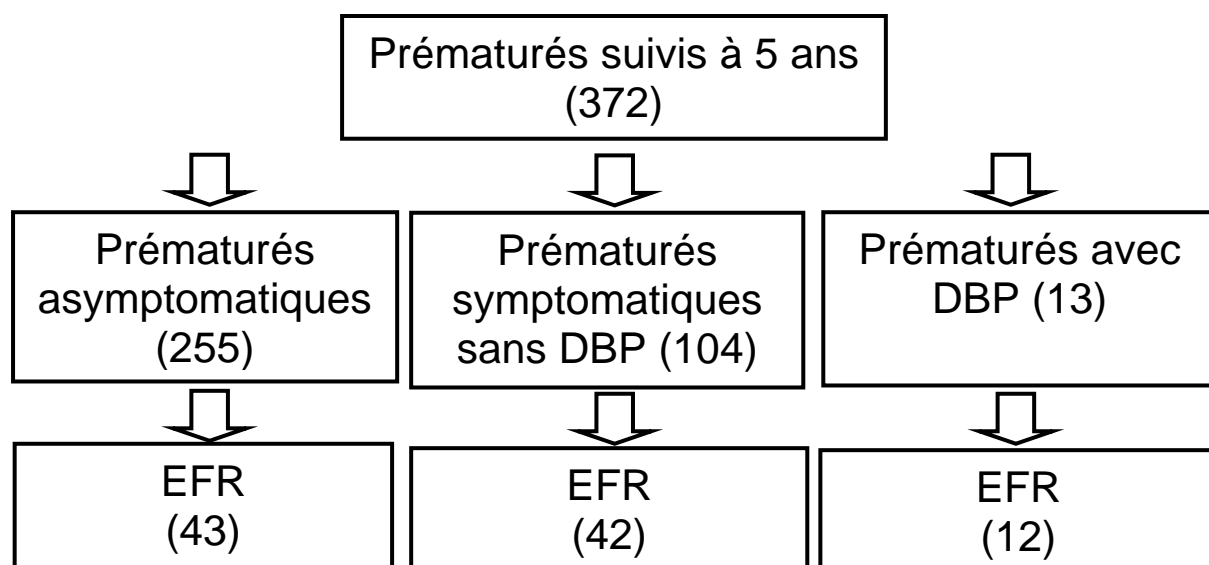 Prématurés suivis à 5 ans
(372)
Prématurés
asymptomatiques
(255)
Prématurés
symptomatiques
sans DBP (104)
Prématurés avec
DBP (13)
EFR
(43)
EFR
(42)
EFR
(12)